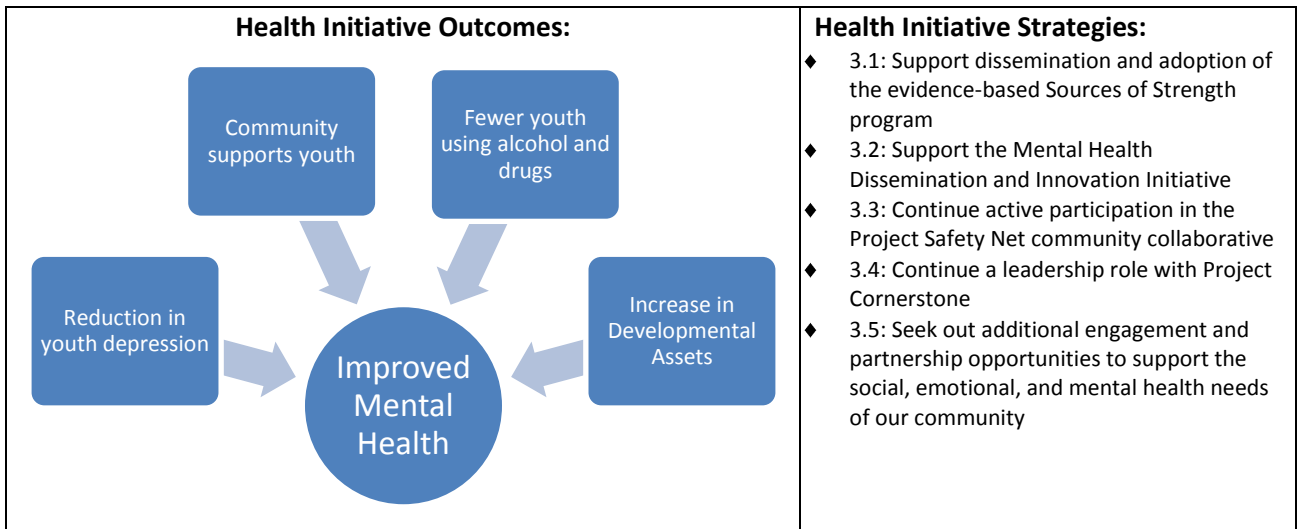 Health Initiative Outcomes:
Community
supports youth
Fewer youth
using alcohol and
drugs
Reduction in
youth depression
Increase in
Developmental
Assets
Improved
Mental
Health
Health Initiative Strategies:
♦ 3.1: Support dissemination and adoption of
the evidence-based Sources of Strength
program
♦ 3.2: Support the Mental Health
Dissemination and Innovation Initiative
♦ 3.3: Continue active participation in the
Project Safety Net community collaborative
♦ 3.4: Continue a leadership role with Project
Cornerstone
♦ 3.5: Seek out additional engagement and
partnership opportunities to support the
social, emotional, and mental health needs
of our community